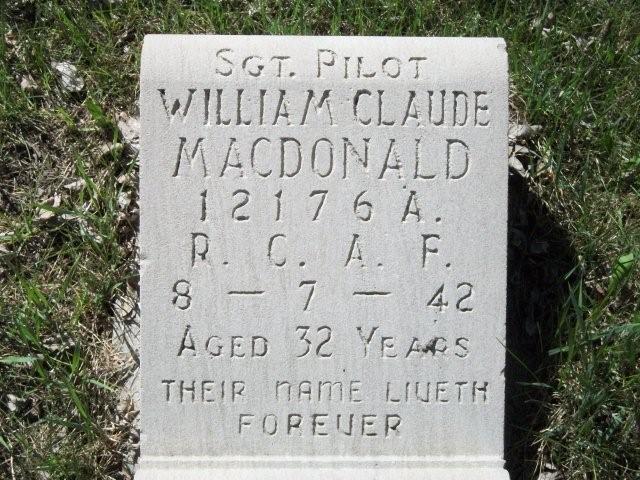 SGT. PILOT
WILLIAM CLAUDE
MACDONALD
12176 A.
R. C. A. F.
8 — 7 — 42
AGED 32 YEARS
THEIR NAME LIVETH
FOREVER